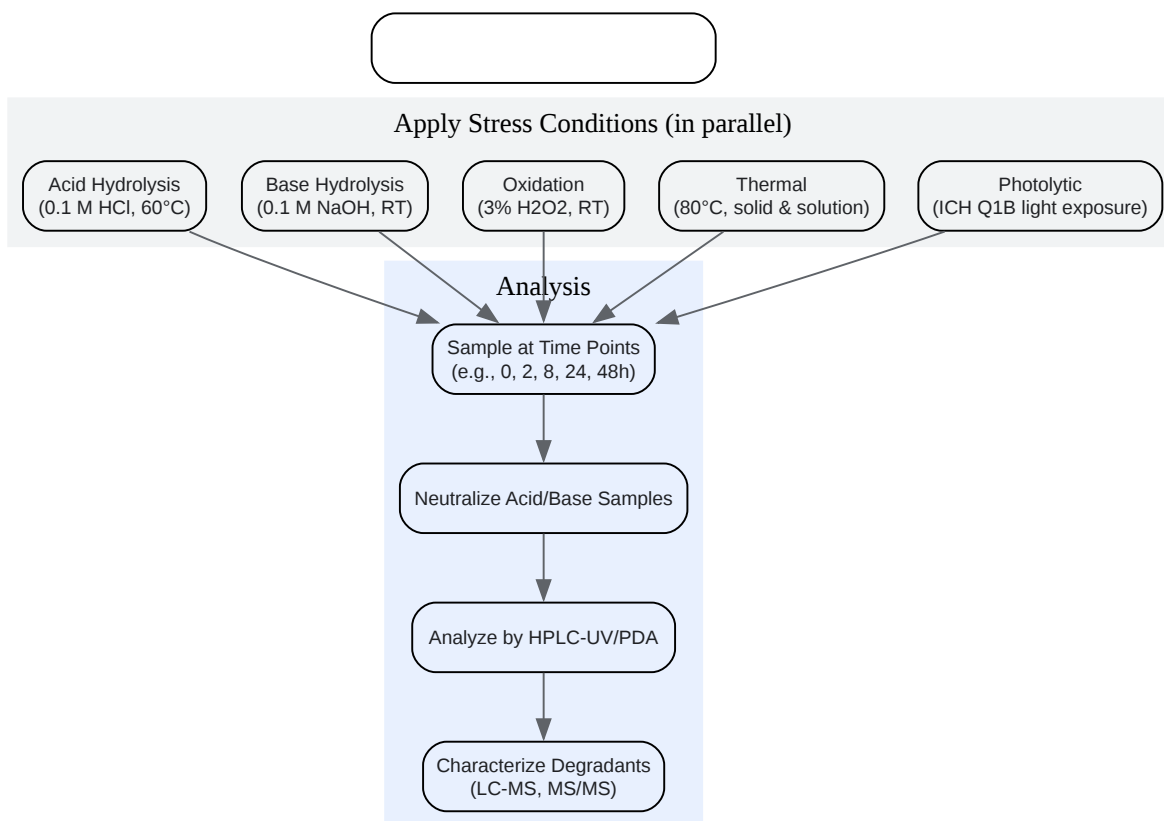 Apply Stress Conditions (in parallel)
Acid Hydrolysis
(0.1 M HCl, 60°C)
Base Hydrolysis
(0.1 M NaOH, RT)
Oxidation
(3% H2O2, RT)
Thermal
(80°C, solid & solution)
Photolytic
(ICH Q1B light exposure)
Analysis
Sample at Time Points
(e.g., 0, 2, 8, 24, 48h)
Neutralize Acid/Base Samples
Analyze by HPLC-UV/PDA
Characterize Degradants
(LC-MS, MS/MS)